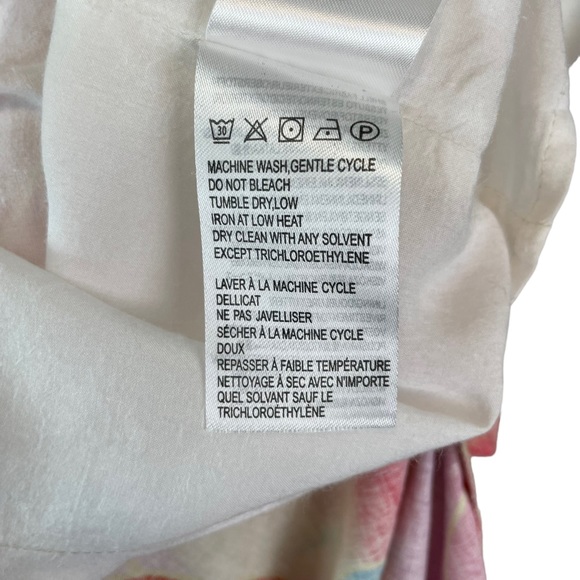 30
P
MACHINE WASH,GENTLE CYCLE
DO NOT BLEACH
TUMBLE DRY,LOW
IRON AT LOW HEAT
DRY CLEAN WITH ANY SOLVENT
EXCEPT TRICHLOROETHYLENE
LAVER À LA MACHINE CYCLE
DELLICAT
NE PAS JAVELLISER
SÉCHER À LA MACHINE CYCLE
DOUX
REPASSER À FAIBLE TEMPÉRATURE
NETTOYAGE À SEC AVEC N'IMPORTE
QUEL SOLVANT SAUF LE
TRICHLOROÉTHYLÈNE